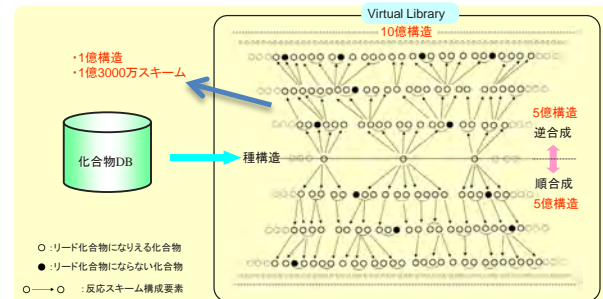 Virtual Library
10億構造
・1億構造
・1億3000万スキーム
5億構造
逆合成
化合物DB
種構造
順合成
5億構造
○ :リード化合物になりえる化合物
● :リード化合物にならない化合物
○→○ :反応スキーム構成要素